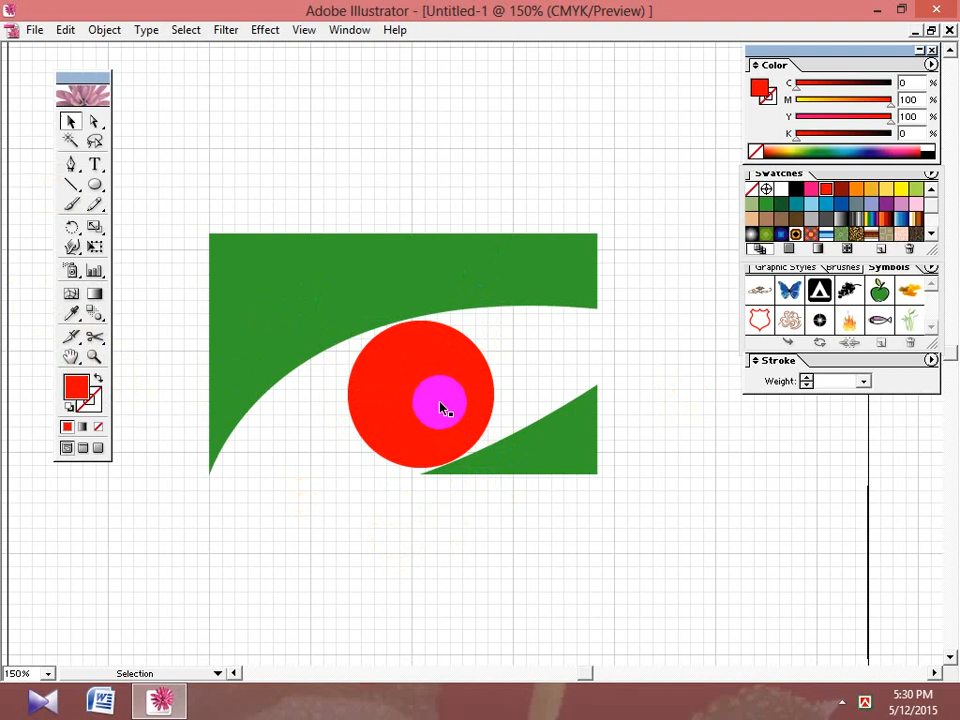 Adobe Illustrator - [Untitled-1 @ 150% (CMYK/Preview) ]
File Edit Object Type Select Filter Effect View Window Help
Color
C 0 %
M 100 %
Y 100 %
K 0 %
Swatches
Graphic Styles Brushes Symbols
Stroke
Weight:
T
150% Selection
W
5:30 PM
5/12/2015